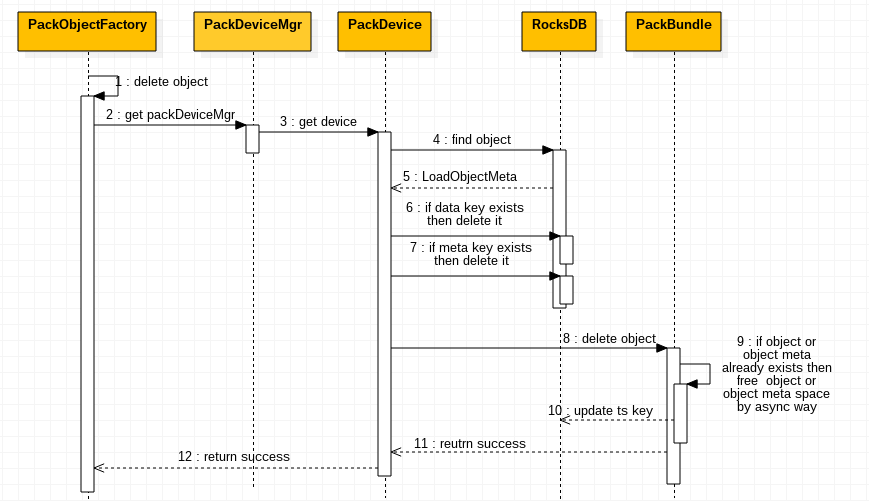 PackObjectFactory
PackDeviceMgr
PackDevice
RocksDB
PackBundle
1 : delete object
2 : get packDeviceMgr
3 : get device
4 : find object
5 : LoadObjectMeta
6 : if data key exists
then delete it
7 : if meta key exists
then delete it
8 : delete object
9 : if object or
object meta
already exists then
free object or
object meta space
by async way
10 : update ts key
11 : reutrn success
12 : return success